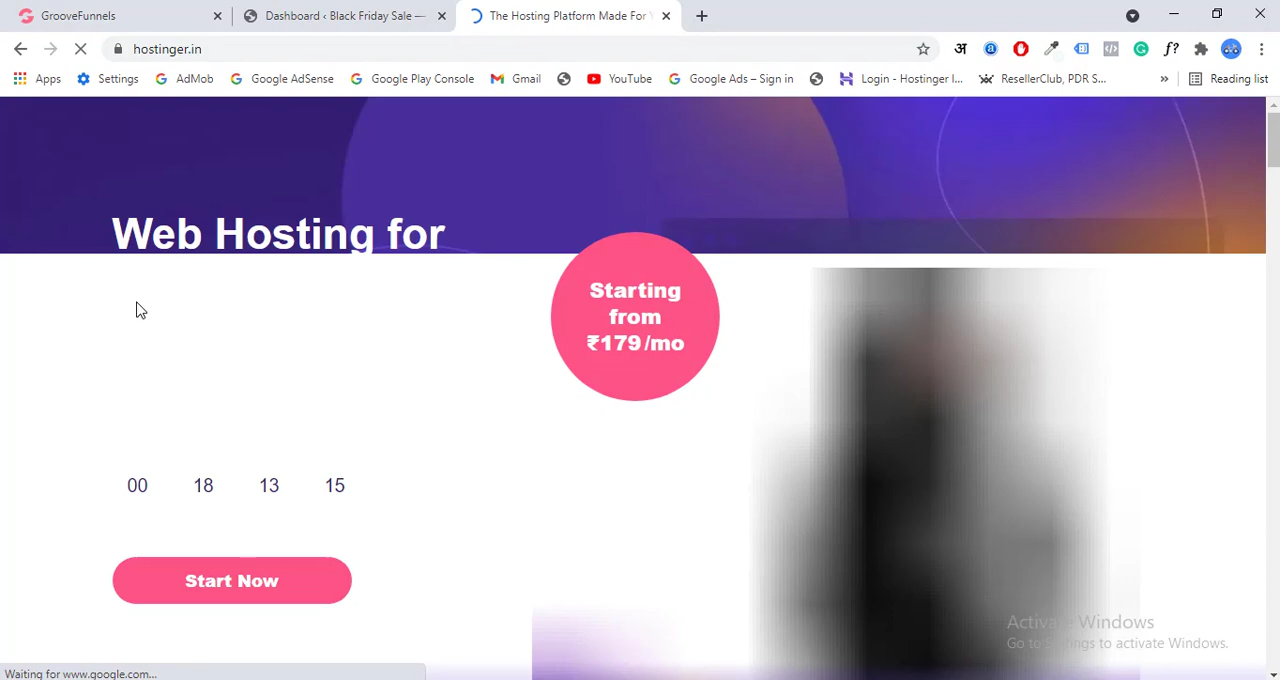 GrooveFunnels
Dashboard ‹ Black Friday Sale —
The Hosting Platform Made For Y
hostinger.in
Apps
Settings
AdMob
Google AdSense
Google Play Console
Gmail
YouTube
Google Ads – Sign in
Login - Hostinger I...
ResellerClub, PDR S...
»
Reading list
Web Hosting for
Starting
from
₹179/mo
00 18 13 15
Start Now
Activate Windows
Go to Settings to activate Windows.
Waiting for www.google.com...